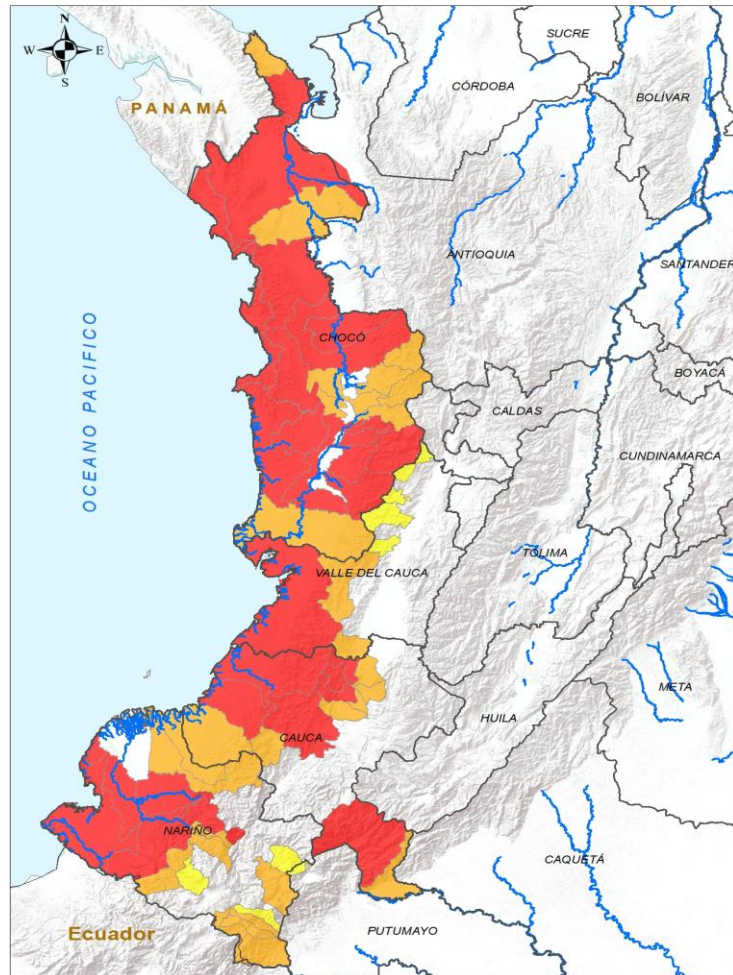 N
W E
S
SUCRE
CÓRDOBA
BOLÍVAR
PANAMÁ
ANTIOQUIA
SANTANDER
OCEANO PACIFICO
CHOCÓ
BOYACÁ
CALDAS
CUNDINAMARCA
TOLIMA
VALLE DEL CAUCA
META
HUILA
CAUCA
NARIÑO
CAQUETÁ
Ecuador
PUTUMAYO